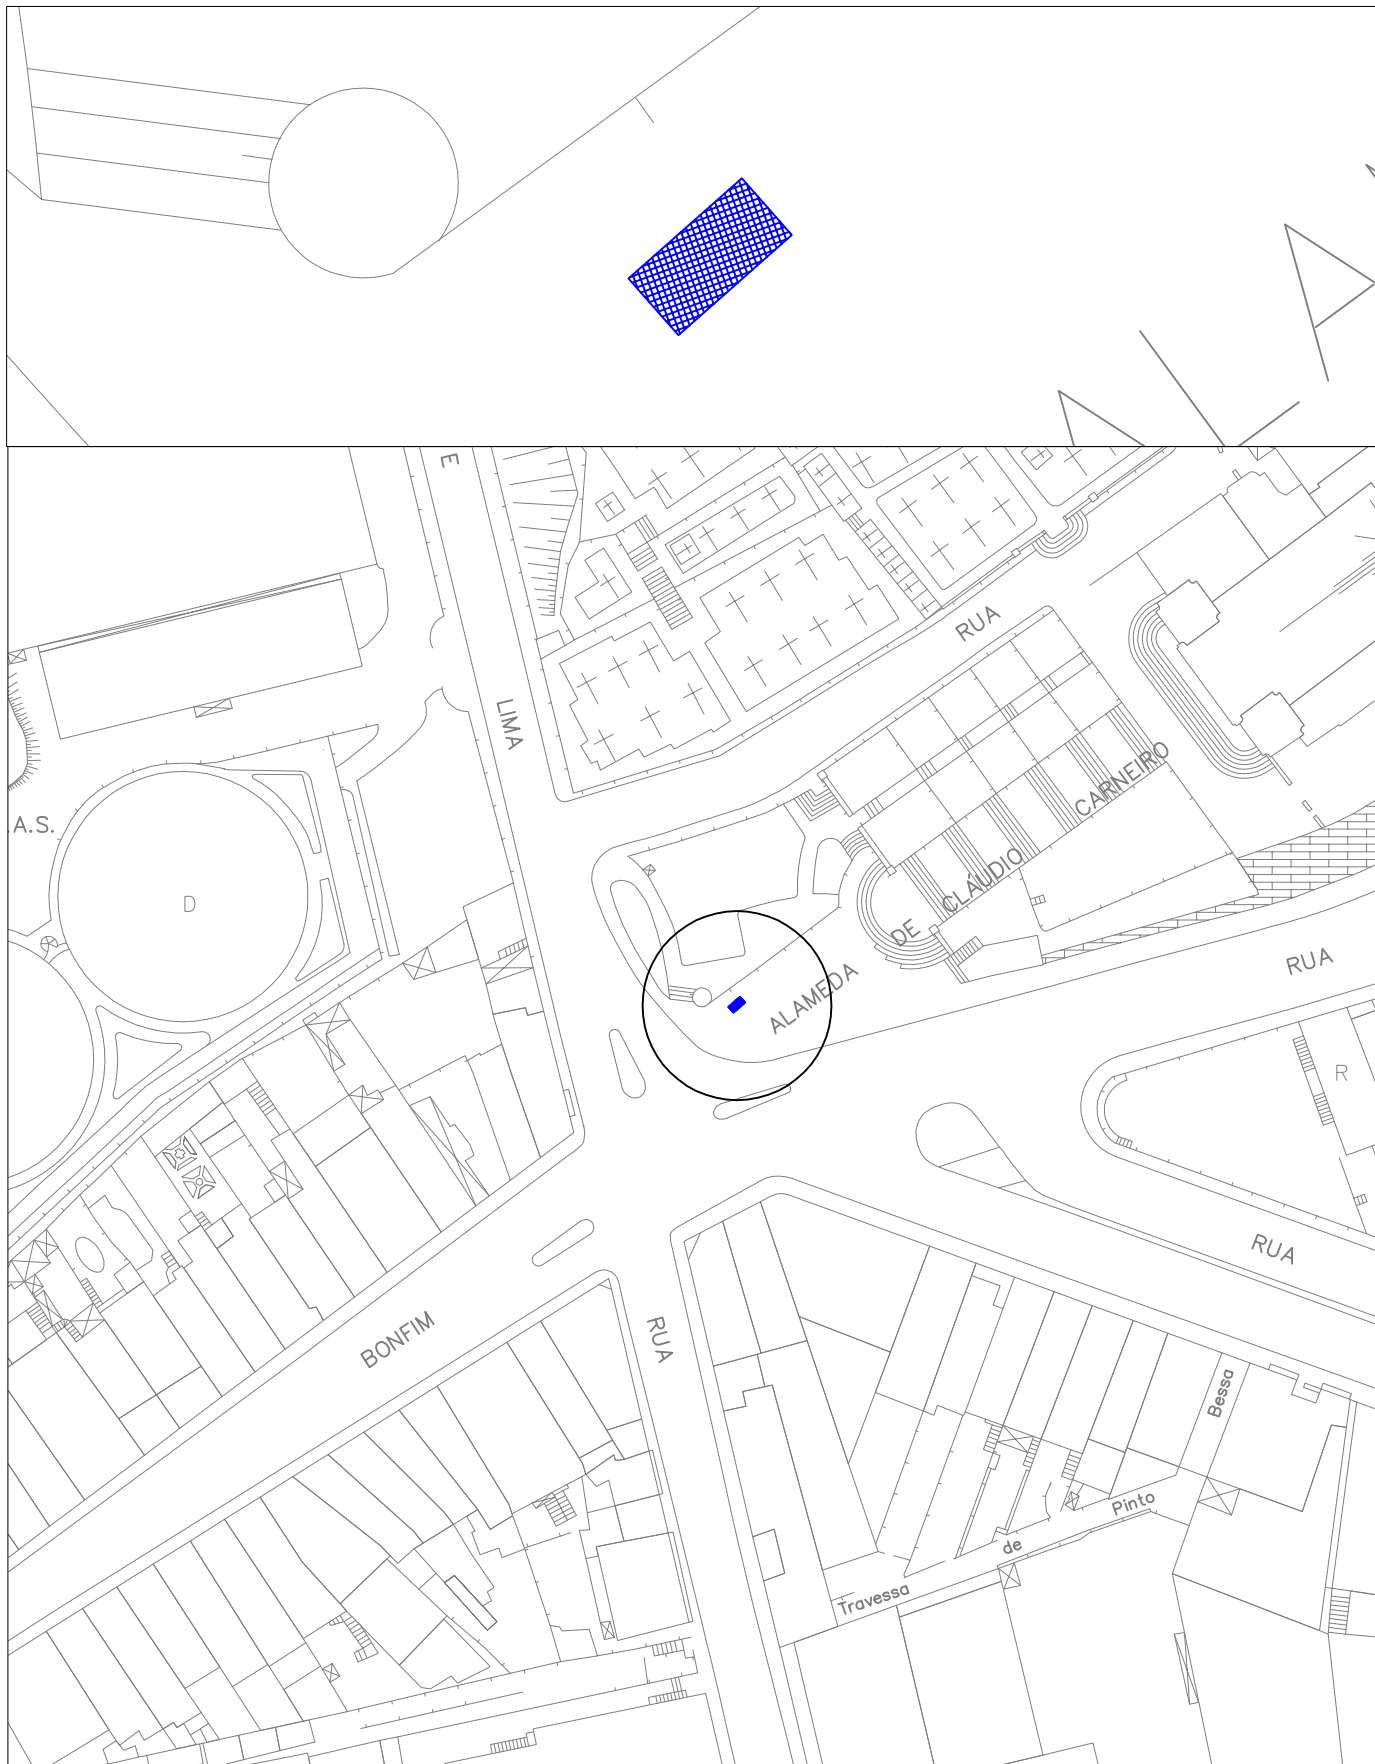 E
RUA
LIMA
.A.S.
D
ALAMEDA DE CLÁUDIO CARNEIRO
RUA
R
RUA
BONFIM
RUA
Bessa
Pinto
de
Travessa